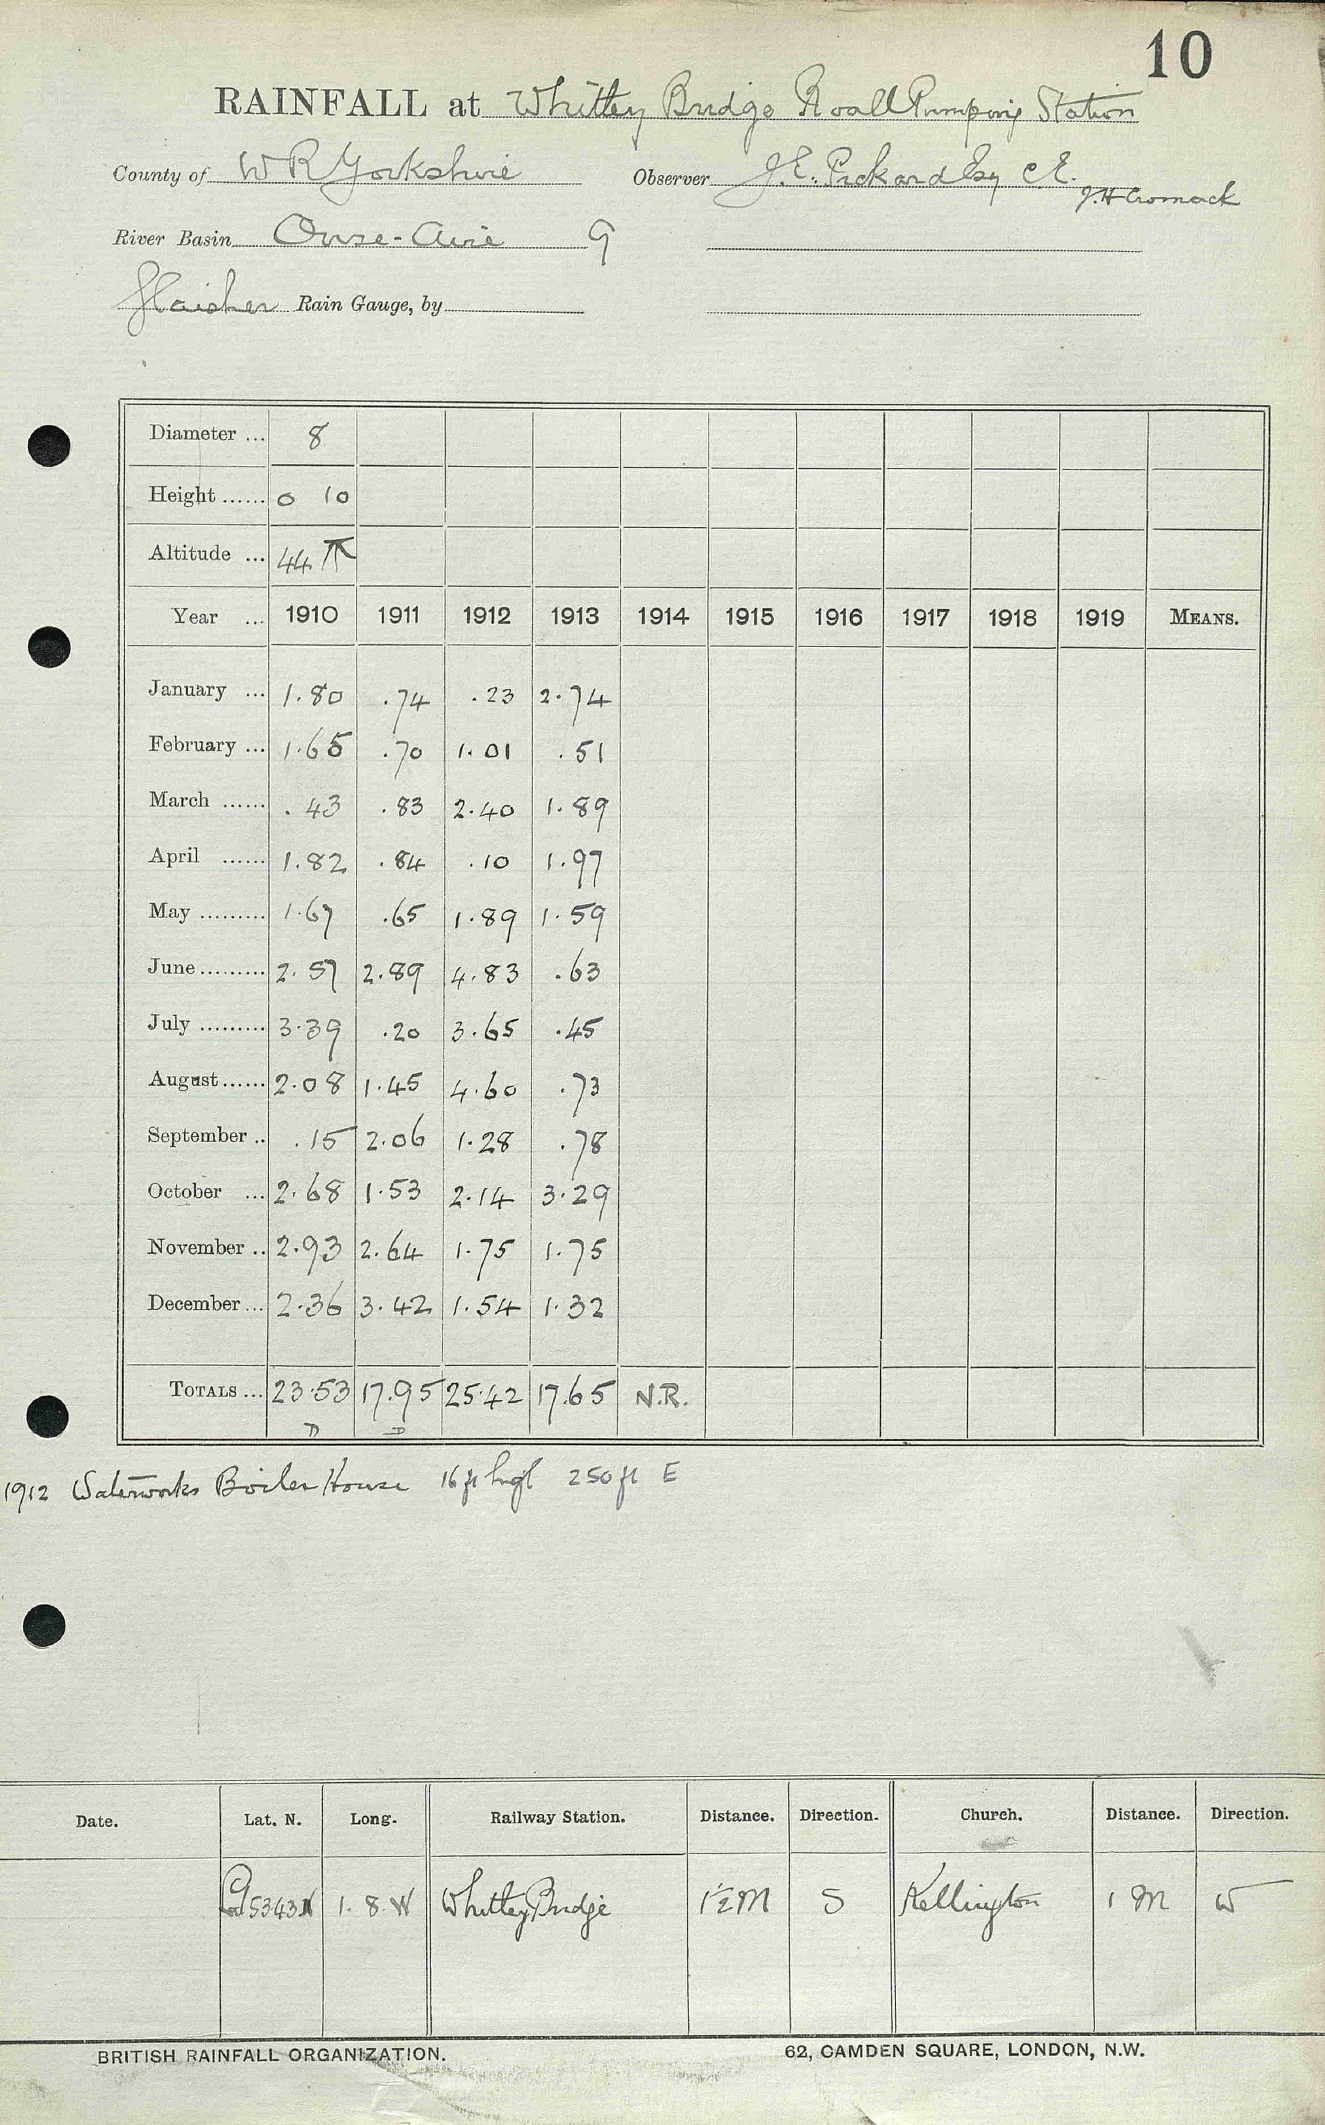 10
RAINFALL at Whitley Bridge Roall Pumping Station
County of W R Yorkshire Observer J.E. Pickard Esq C.E.
J.H Cromack
River Basin Ouse-Aire 9
Glaisher Rain Gauge, by
Diameter ... 8
Height ...... 0 10
Altitude ... 44
Year ... 1910 1911 1912 1913 1914 1915 1916 1917 1918 1919 MEANS.
January ... 1.80 .74 .23 2.74
February ... 1.65 .70 1.01 .51
March ...... .43 .83 2.40 1.89
April ...... 1.82 .84 .10 1.97
May ......... 1.67 .65 1.89 1.59
June ......... 2.57 2.89 4.83 .63
July ......... 3.39 .20 3.65 .45
August ...... 2.08 1.45 4.60 .73
September .. .15 2.06 1.28 .78
October ... 2.68 1.53 2.14 3.29
November .. 2.93 2.64 1.75 1.75
December ... 2.36 3.42 1.54 1.32
TOTALS ... 23.53 17.95 25.42 17.65 N.R.
1912 Waterworks Boiler House 16 ft high 250 ft E
Date. Lat. N. Long. Railway Station. Distance. Direction. Church. Distance. Direction.
5343N 1.8.W Whitley Bridge 1½M S Kellington 1 M W
BRITISH RAINFALL ORGANIZATION. 62, CAMDEN SQUARE, LONDON, N.W.